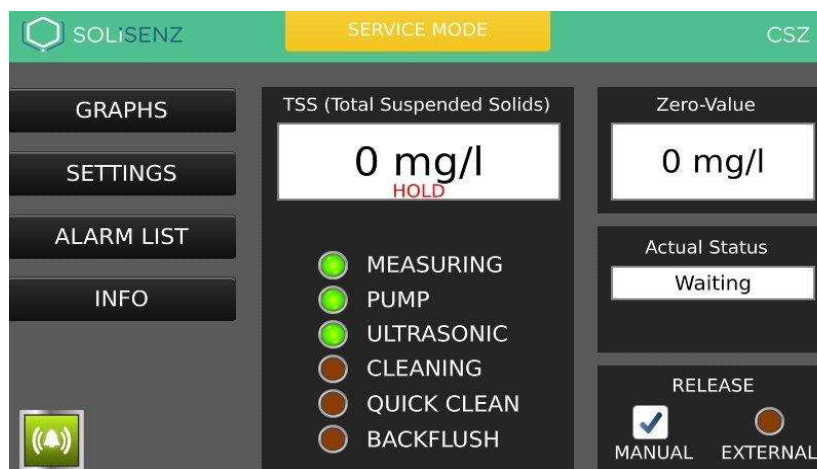 SOLiSENZ
SERVICE MODE
CSZ
GRAPHS
SETTINGS
ALARM LIST
INFO
TSS (Total Suspended Solids)
0 mg/l
HOLD
MEASURING
PUMP
ULTRASONIC
CLEANING
QUICK CLEAN
BACKFLUSH
Zero-Value
0 mg/l
Actual Status
Waiting
RELEASE
MANUAL EXTERNAL